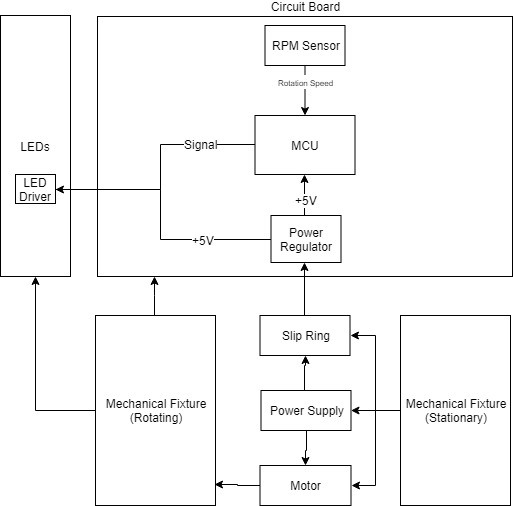 Circuit Board
RPM Sensor
Rotation Speed
LEDs
Signal
MCU
LED
Driver
+5V
+5V
Power
Regulator
Slip Ring
Mechanical Fixture
(Rotating)
Power Supply
Mechanical Fixture
(Stationary)
Motor